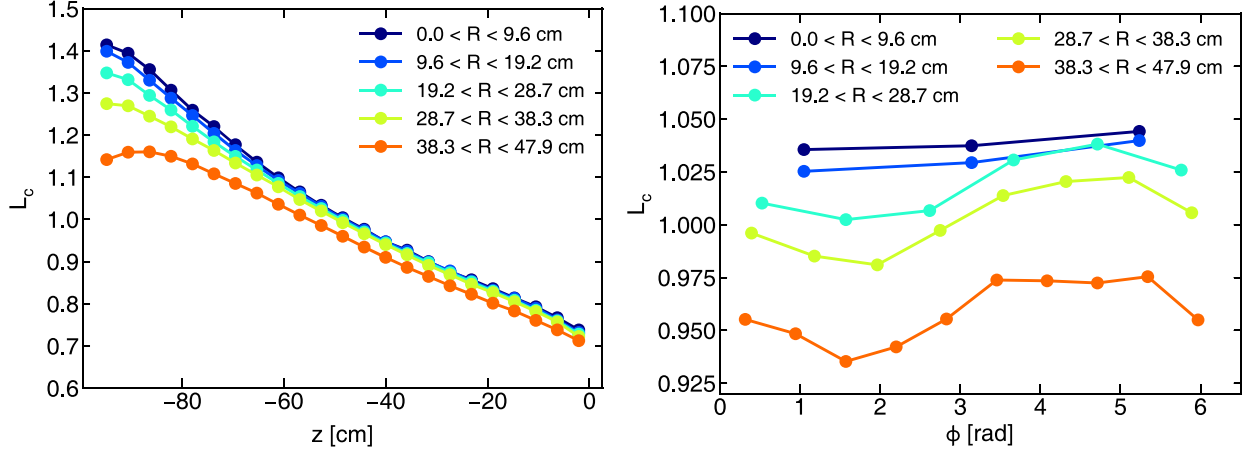 1.5
1.4
1.3
1.2
1.1
1.0
0.9
0.8
0.7
0.6
L_c
−80
−60
−40
−20
0
z [cm]
0.0 < R < 9.6 cm
9.6 < R < 19.2 cm
19.2 < R < 28.7 cm
28.7 < R < 38.3 cm
38.3 < R < 47.9 cm
1.100
1.075
1.050
1.025
1.000
0.975
0.950
0.925
L_c
0
1
2
3
4
5
6
ϕ [rad]
0.0 < R < 9.6 cm
9.6 < R < 19.2 cm
19.2 < R < 28.7 cm
28.7 < R < 38.3 cm
38.3 < R < 47.9 cm